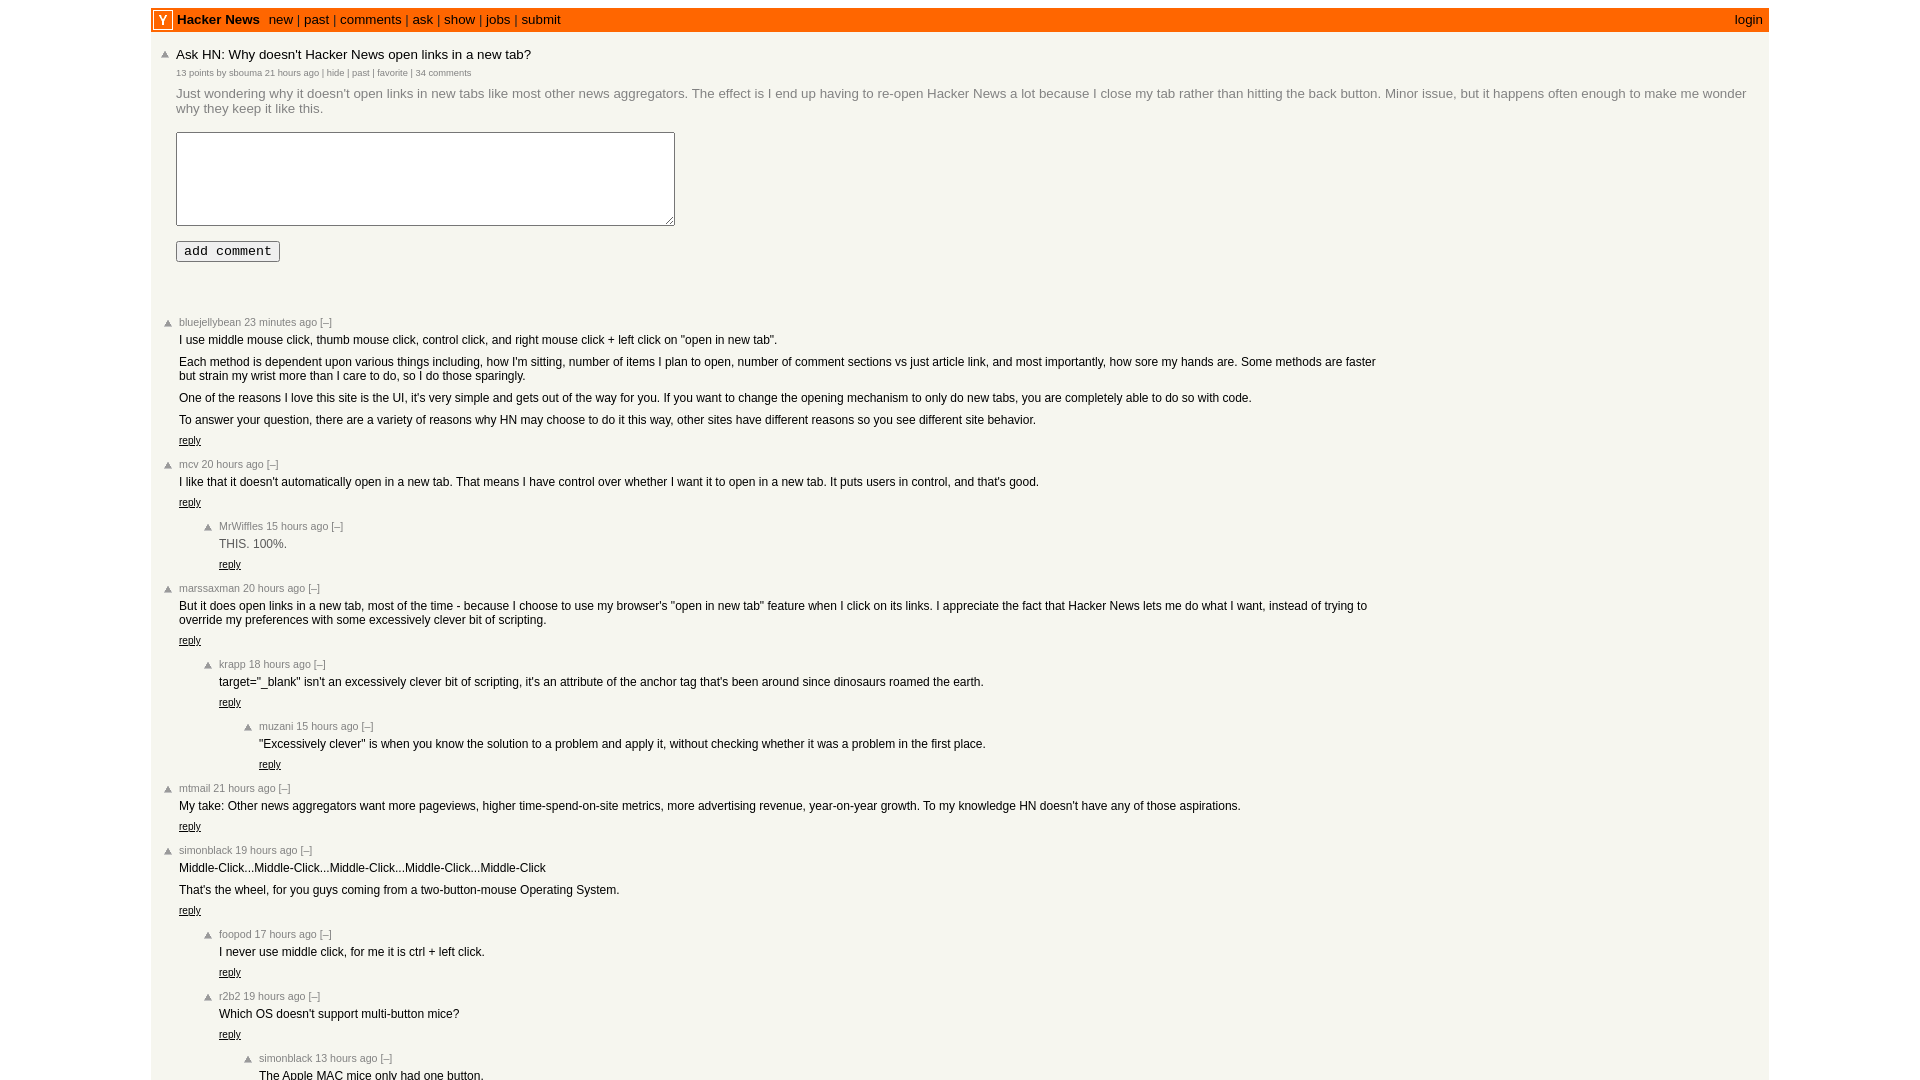 Y Hacker News new | past | comments | ask | show | jobs | submit login
Ask HN: Why doesn't Hacker News open links in a new tab?
13 points by sbouma 21 hours ago | hide | past | favorite | 34 comments
Just wondering why it doesn't open links in new tabs like most other news aggregators. The effect is I end up having to re-open Hacker News a lot because I close my tab rather than hitting the back button. Minor issue, but it happens often enough to make me wonder
why they keep it like this.
add comment
bluejellybean 23 minutes ago [–]
I use middle mouse click, thumb mouse click, control click, and right mouse click + left click on "open in new tab".
Each method is dependent upon various things including, how I'm sitting, number of items I plan to open, number of comment sections vs just article link, and most importantly, how sore my hands are. Some methods are faster
but strain my wrist more than I care to do, so I do those sparingly.
One of the reasons I love this site is the UI, it's very simple and gets out of the way for you. If you want to change the opening mechanism to only do new tabs, you are completely able to do so with code.
To answer your question, there are a variety of reasons why HN may choose to do it this way, other sites have different reasons so you see different site behavior.
reply
mcv 20 hours ago [–]
I like that it doesn't automatically open in a new tab. That means I have control over whether I want it to open in a new tab. It puts users in control, and that's good.
reply
MrWiffles 15 hours ago [–]
THIS. 100%.
reply
marssaxman 20 hours ago [–]
But it does open links in a new tab, most of the time - because I choose to use my browser's "open in new tab" feature when I click on its links. I appreciate the fact that Hacker News lets me do what I want, instead of trying to
override my preferences with some excessively clever bit of scripting.
reply
krapp 18 hours ago [–]
target="_blank" isn't an excessively clever bit of scripting, it's an attribute of the anchor tag that's been around since dinosaurs roamed the earth.
reply
muzani 15 hours ago [–]
"Excessively clever" is when you know the solution to a problem and apply it, without checking whether it was a problem in the first place.
reply
mtmail 21 hours ago [–]
My take: Other news aggregators want more pageviews, higher time-spend-on-site metrics, more advertising revenue, year-on-year growth. To my knowledge HN doesn't have any of those aspirations.
reply
simonblack 19 hours ago [–]
Middle-Click...Middle-Click...Middle-Click...Middle-Click...Middle-Click
That's the wheel, for you guys coming from a two-button-mouse Operating System.
reply
foopod 17 hours ago [–]
I never use middle click, for me it is ctrl + left click.
reply
r2b2 19 hours ago [–]
Which OS doesn't support multi-button mice?
reply
simonblack 13 hours ago [–]
The Apple MAC mice only had one button.